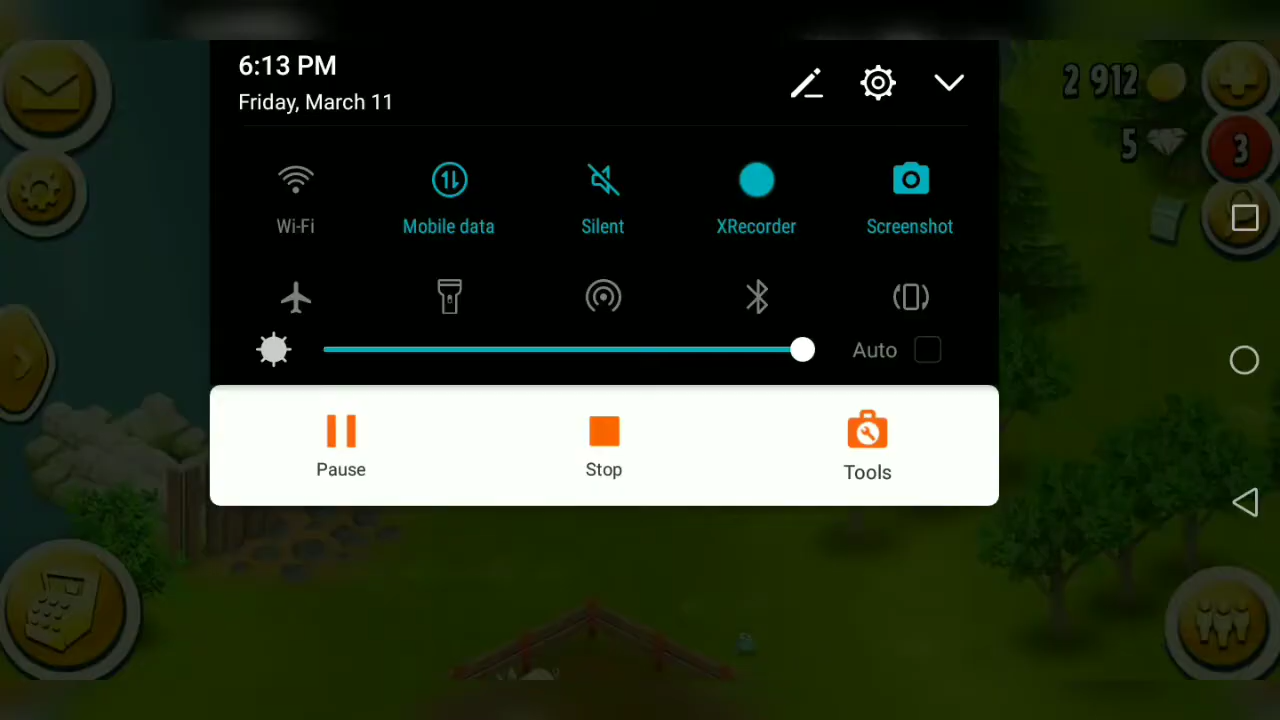 6:13 PM
Friday, March 11
2 912
5
3
Wi-Fi
Mobile data
Silent
XRecorder
Screenshot
Auto
Pause
Stop
Tools